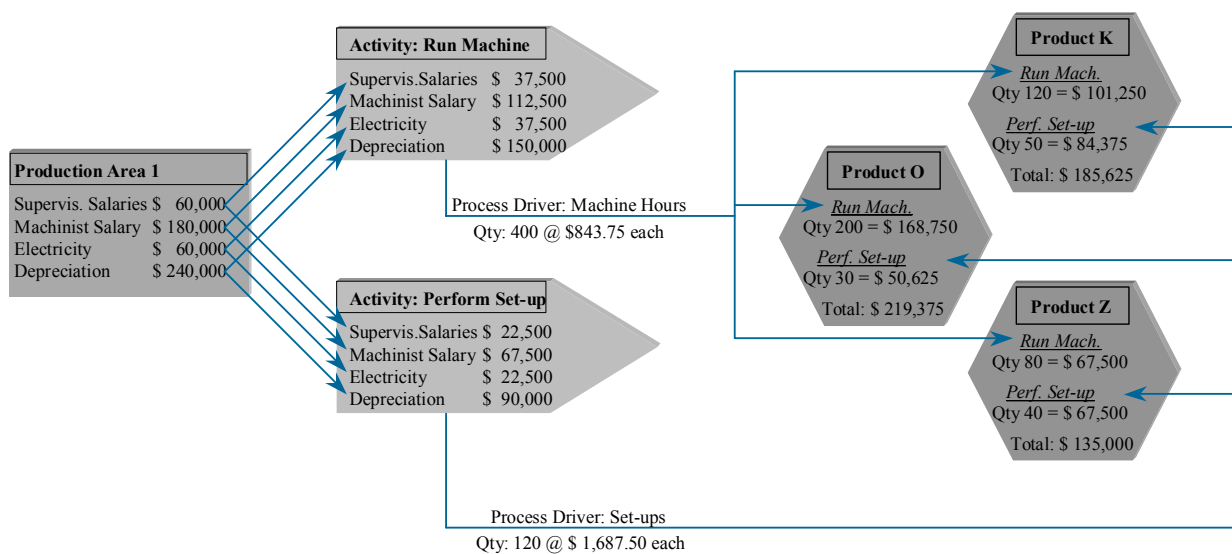 Production Area 1
Supervis. Salaries $ 60,000
Machinist Salary $ 180,000
Electricity $ 60,000
Depreciation $ 240,000
Activity: Run Machine
Supervis.Salaries $ 37,500
Machinist Salary $ 112,500
Electricity $ 37,500
Depreciation $ 150,000
Process Driver: Machine Hours
Qty: 400 @ $843.75 each
Activity: Perform Set-up
Supervis.Salaries $ 22,500
Machinist Salary $ 67,500
Electricity $ 22,500
Depreciation $ 90,000
Process Driver: Set-ups
Qty: 120 @ $ 1,687.50 each
Product K
Run Mach.
Qty 120 = $ 101,250
Perf. Set-up
Qty 50 = $ 84,375
Total: $ 185,625
Product O
Run Mach.
Qty 200 = $ 168,750
Perf. Set-up
Qty 30 = $ 50,625
Total: $ 219,375
Product Z
Run Mach.
Qty 80 = $ 67,500
Perf. Set-up
Qty 40 = $ 67,500
Total: $ 135,000